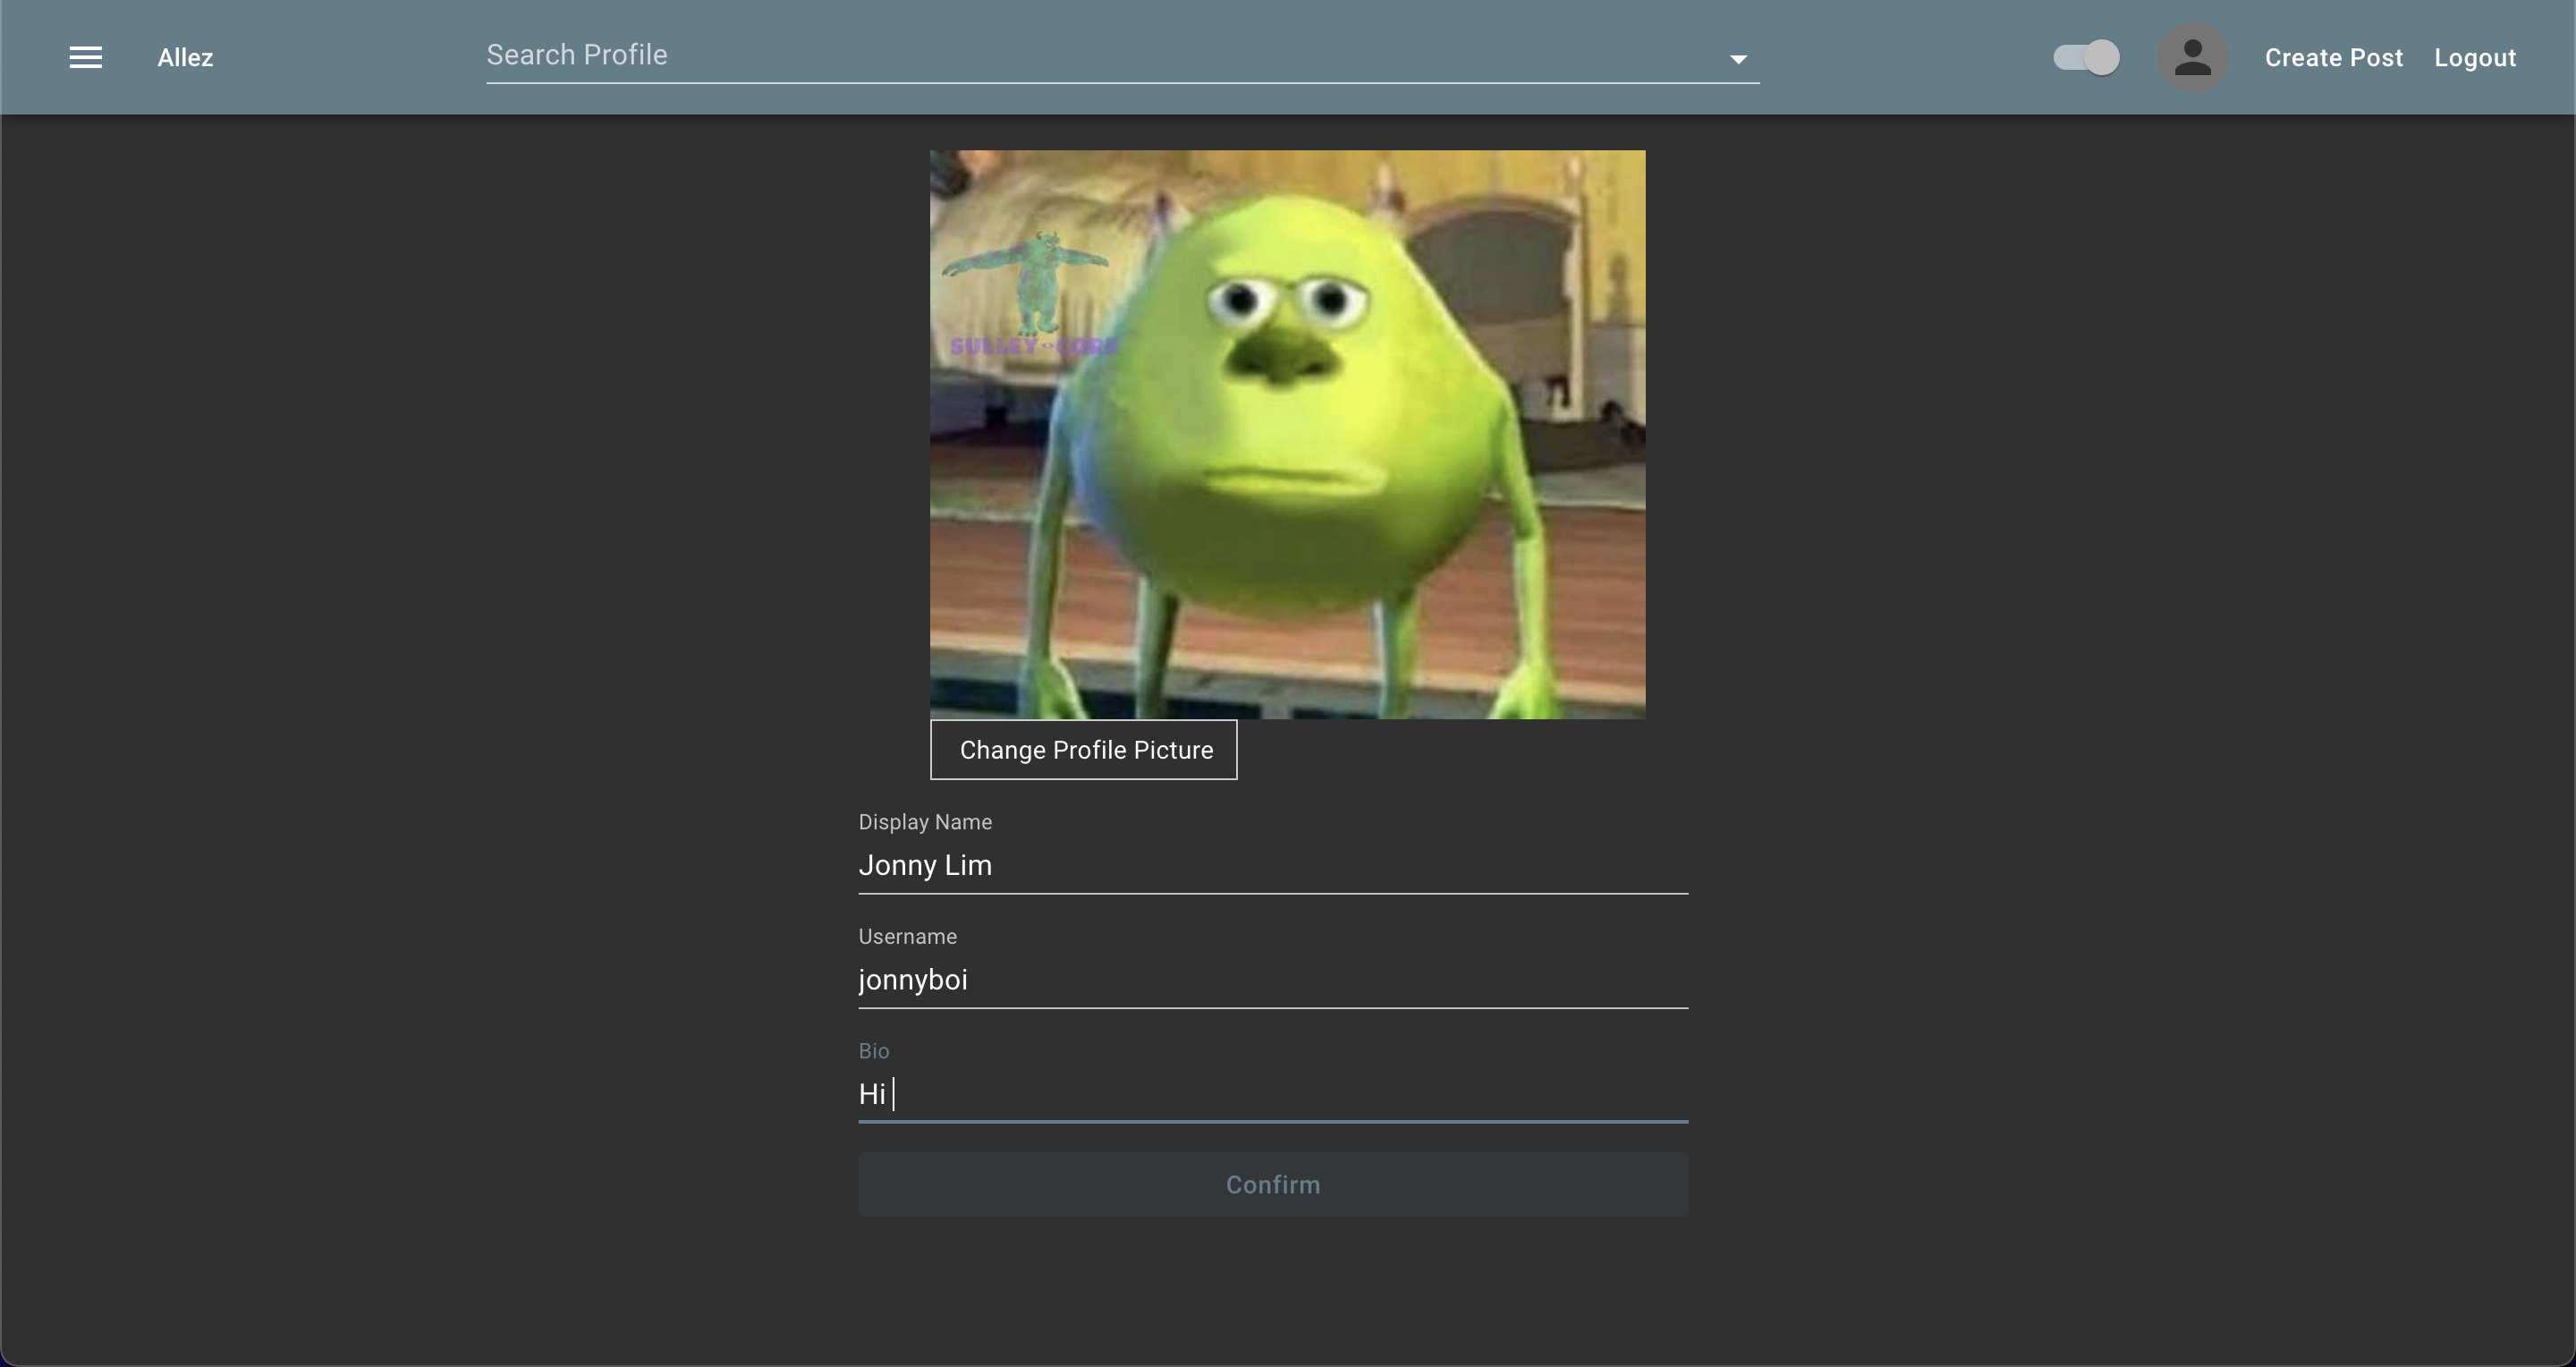 Allez
Search Profile
Create Post
Logout
SULLEY-CORE
Change Profile Picture
Display Name
Jonny Lim
Username
jonnyboi
Bio
Hi
Confirm